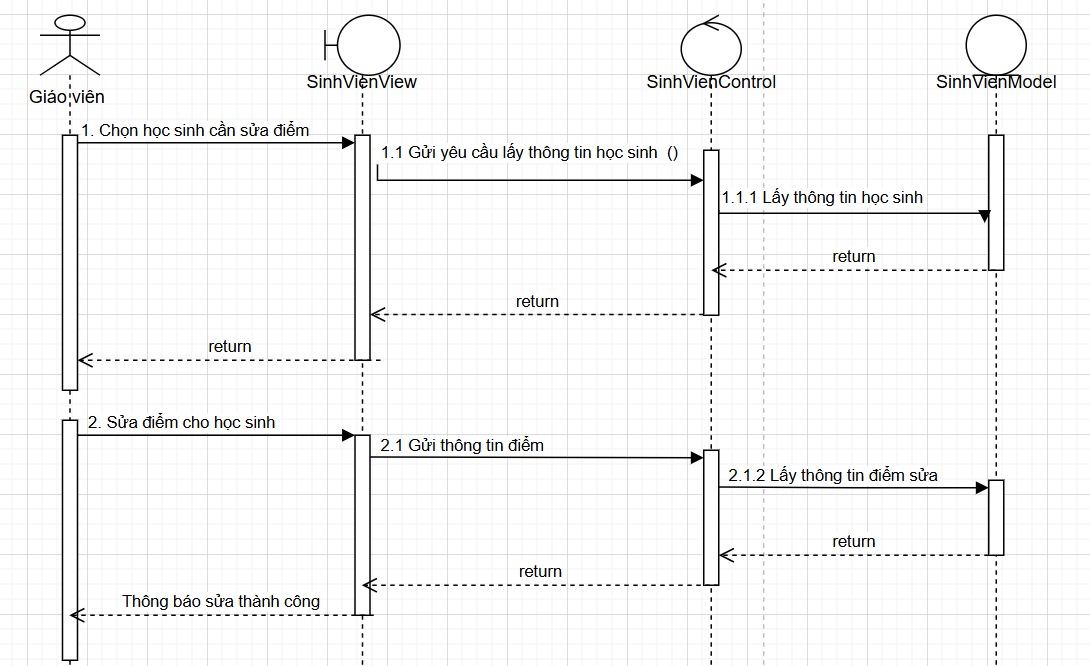 Giáo viên
SinhVienView
SinhVienControl
SinhVienModel
1. Chọn học sinh cần sửa điểm
1.1 Gửi yêu cầu lấy thông tin học sinh ()
1.1.1 Lấy thông tin học sinh
return
return
return
2. Sửa điểm cho học sinh
2.1 Gửi thông tin điểm
2.1.2 Lấy thông tin điểm sửa
return
return
Thông báo sửa thành công